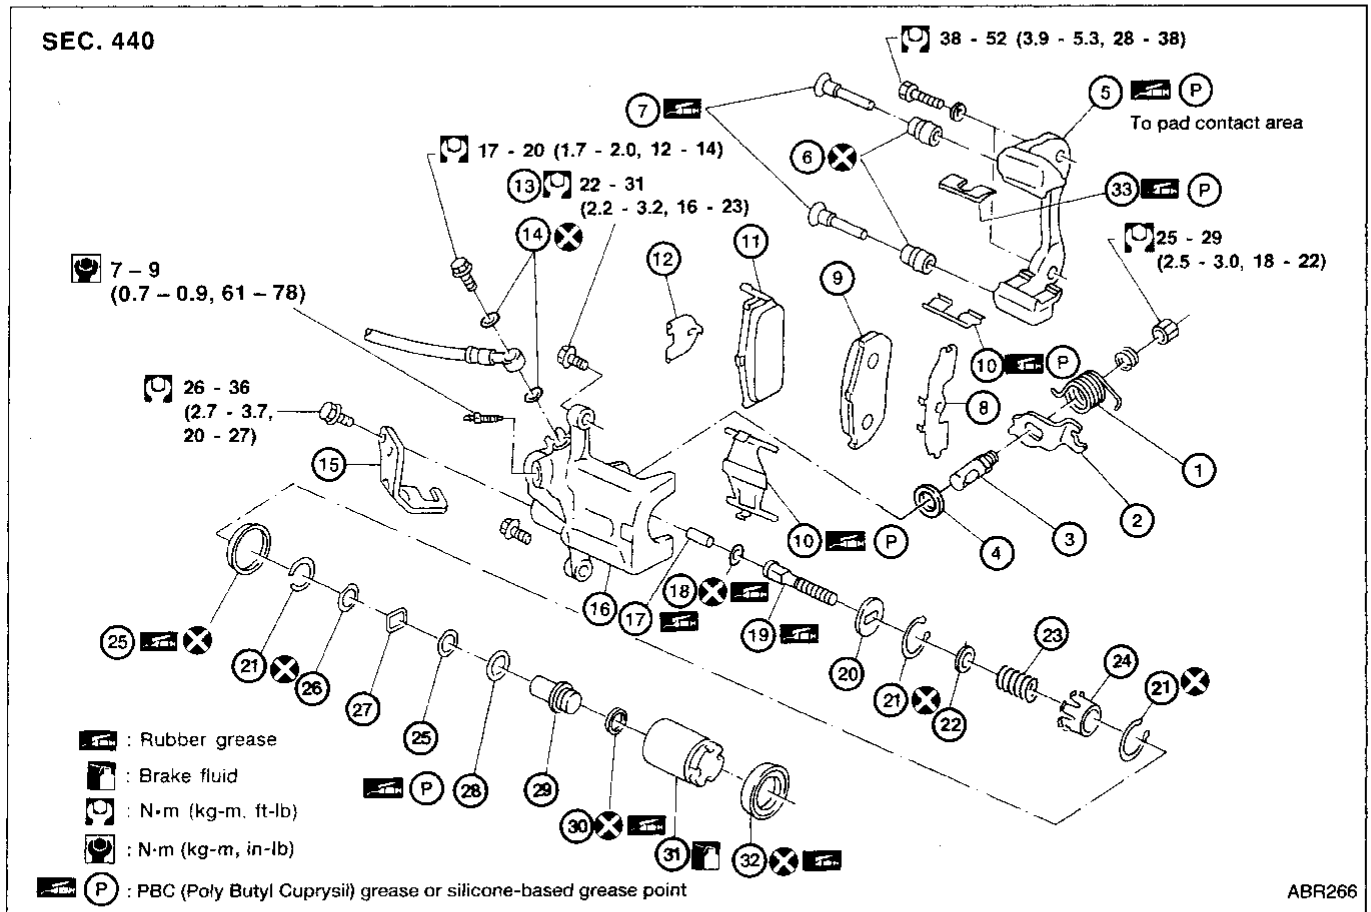 SEC. 440
38 - 52 (3.9 - 5.3, 28 - 38)
5 P
To pad contact area
7
17 - 20 (1.7 - 2.0, 12 - 14)
6
13 22 - 31
(2.2 - 3.2, 16 - 23)
33 P
14
11
25 - 29
(2.5 - 3.0, 18 - 22)
12
9
7 – 9
(0.7 – 0.9, 61 – 78)
10 P
26 - 36
(2.7 - 3.7,
20 - 27)
8
15
1
2
3
4
10 P
16
17
18
19
25
21
26
27
25
28
P
29
20
21
22
23
24
21
30
31
32
: Rubber grease
: Brake fluid
: N•m (kg-m, ft-lb)
: N•m (kg-m, in-lb)
P : PBC (Poly Butyl Cuprysil) grease or silicone-based grease point
ABR266